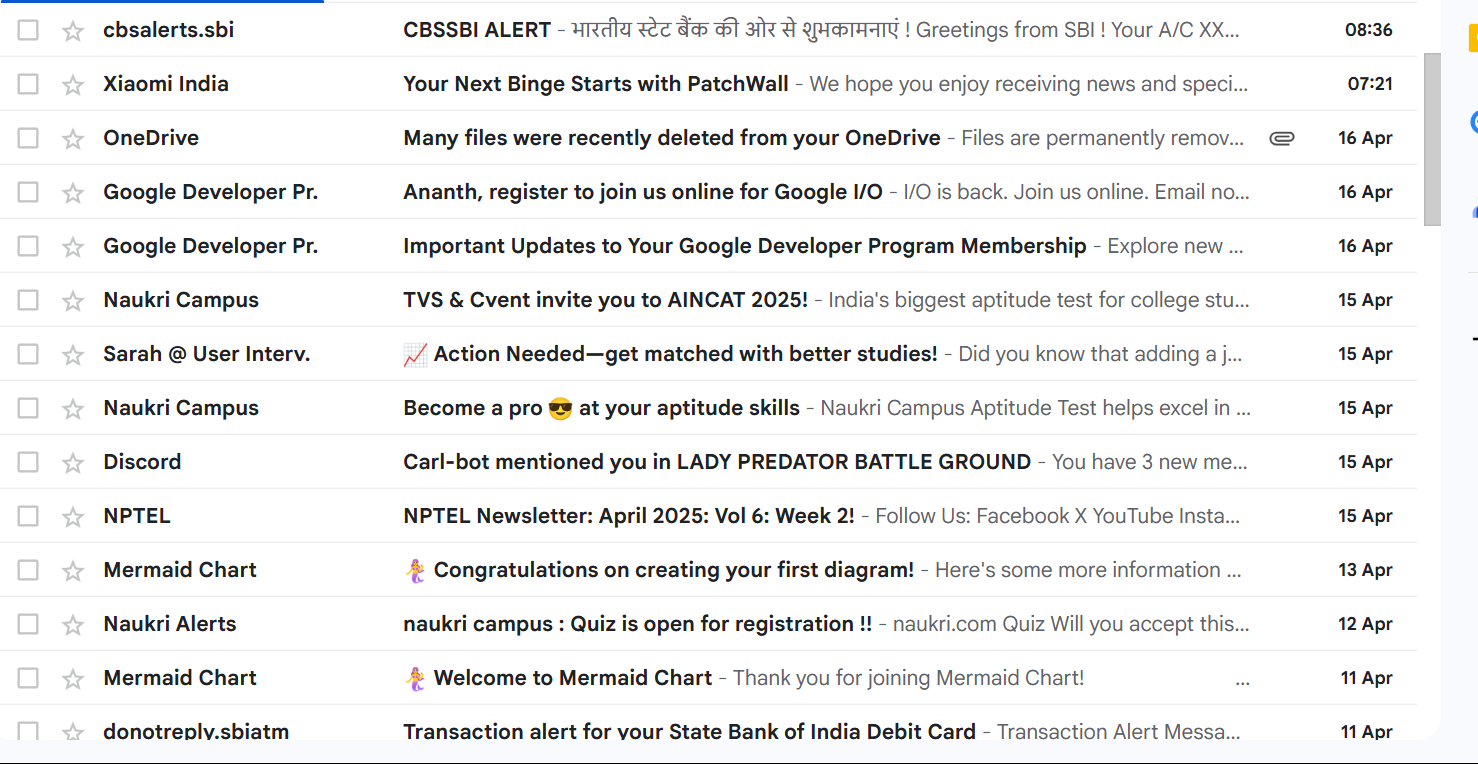 cbsalerts.sbi CBSSBI ALERT - भारतीय स्टेट बैंक की ओर से शुभकामनाएं ! Greetings from SBI ! Your A/C XX... 08:36
Xiaomi India Your Next Binge Starts with PatchWall - We hope you enjoy receiving news and speci... 07:21
OneDrive Many files were recently deleted from your OneDrive - Files are permanently remov... 16 Apr
Google Developer Pr. Ananth, register to join us online for Google I/O - I/O is back. Join us online. Email no... 16 Apr
Google Developer Pr. Important Updates to Your Google Developer Program Membership - Explore new ... 16 Apr
Naukri Campus TVS & Cvent invite you to AINCAT 2025! - India's biggest aptitude test for college stu... 15 Apr
Sarah @ User Interv. 📈 Action Needed—get matched with better studies! - Did you know that adding a j... 15 Apr
Naukri Campus Become a pro 😎 at your aptitude skills - Naukri Campus Aptitude Test helps excel in ... 15 Apr
Discord Carl-bot mentioned you in LADY PREDATOR BATTLE GROUND - You have 3 new me... 15 Apr
NPTEL NPTEL Newsletter: April 2025: Vol 6: Week 2! - Follow Us: Facebook X YouTube Insta... 15 Apr
Mermaid Chart 🧜‍♀️ Congratulations on creating your first diagram! - Here's some more information ... 13 Apr
Naukri Alerts naukri campus : Quiz is open for registration !! - naukri.com Quiz Will you accept this... 12 Apr
Mermaid Chart 🧜‍♀️ Welcome to Mermaid Chart - Thank you for joining Mermaid Chart! ... 11 Apr
donotreply.sbiatm Transaction alert for your State Bank of India Debit Card - Transaction Alert Messa... 11 Apr